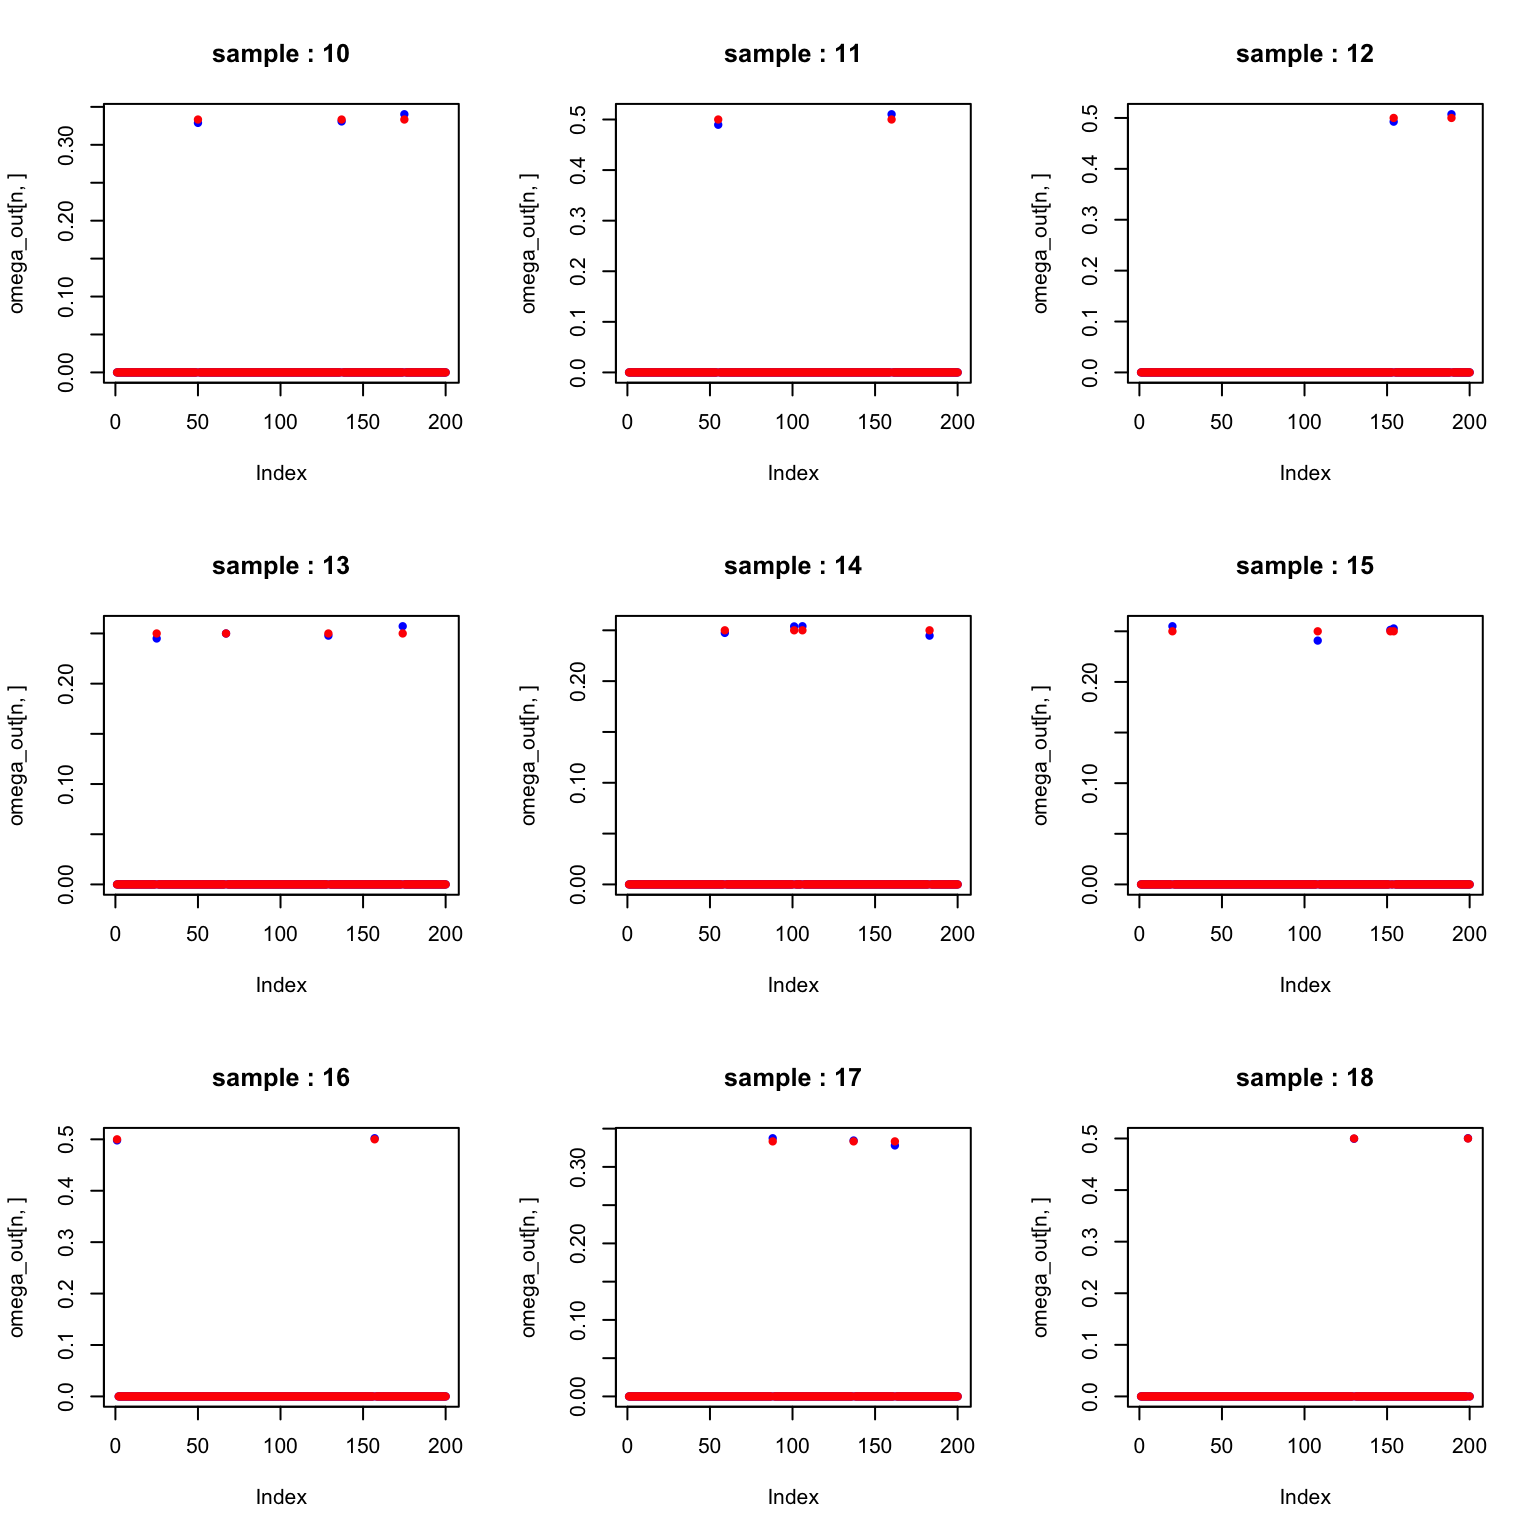 sample : 10
omega_out[n, ]
0.00 0.10 0.20 0.30
0 50 100 150 200
Index
sample : 11
omega_out[n, ]
0.0 0.1 0.2 0.3 0.4 0.5
0 50 100 150 200
Index
sample : 12
omega_out[n, ]
0.0 0.1 0.2 0.3 0.4 0.5
0 50 100 150 200
Index
sample : 13
omega_out[n, ]
0.00 0.10 0.20
0 50 100 150 200
Index
sample : 14
omega_out[n, ]
0.00 0.10 0.20
0 50 100 150 200
Index
sample : 15
omega_out[n, ]
0.00 0.10 0.20
0 50 100 150 200
Index
sample : 16
omega_out[n, ]
0.0 0.1 0.2 0.3 0.4 0.5
0 50 100 150 200
Index
sample : 17
omega_out[n, ]
0.00 0.10 0.20 0.30
0 50 100 150 200
Index
sample : 18
omega_out[n, ]
0.0 0.1 0.2 0.3 0.4 0.5
0 50 100 150 200
Index